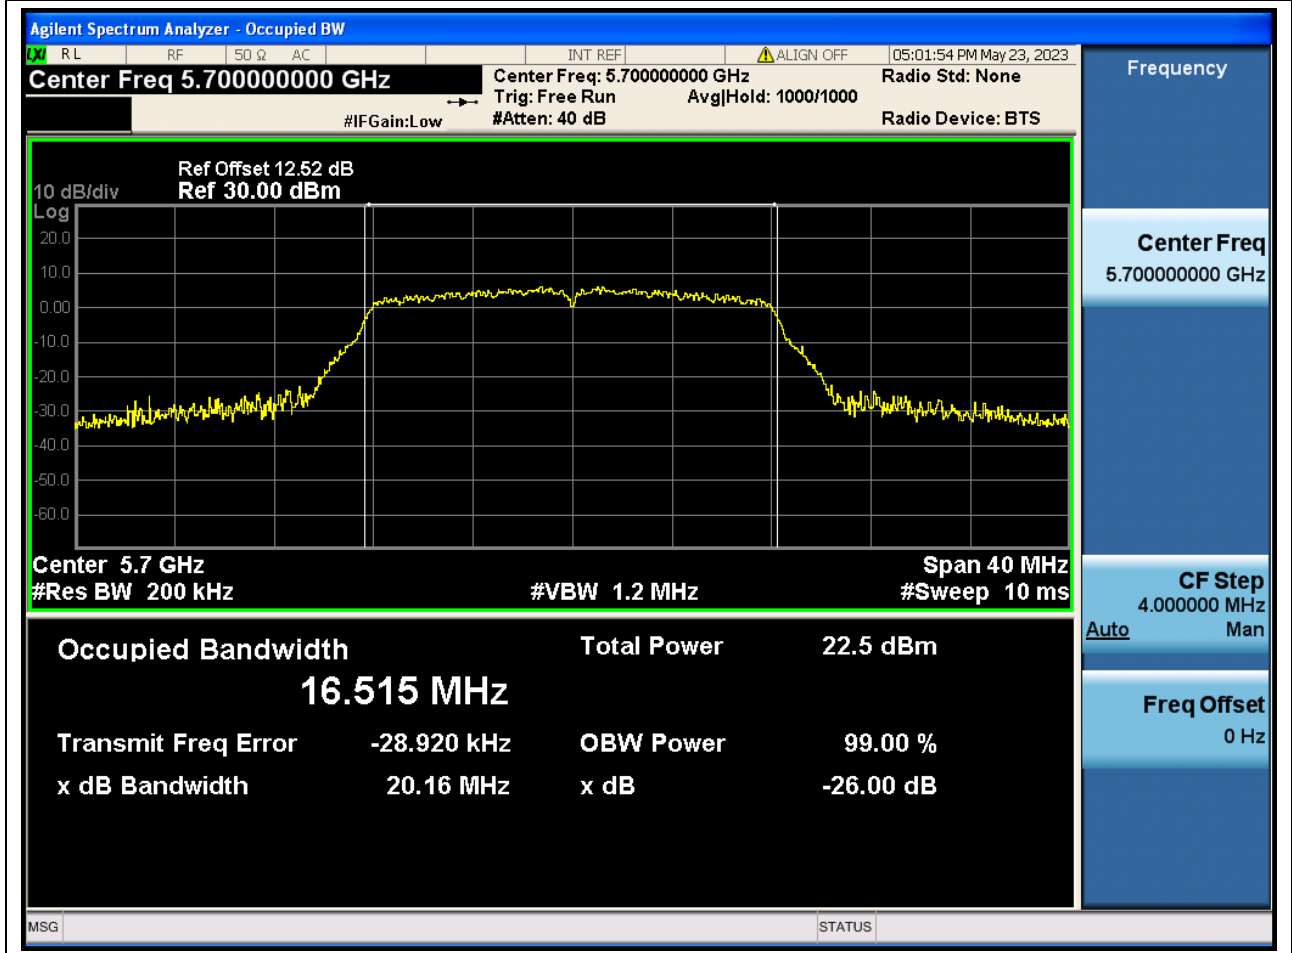 Agilent Spectrum Analyzer - Occupied BW
LXI RL RF 50 Ω AC INT REF ALIGN OFF 05:01:54 PM May 23, 2023
Center Freq 5.700000000 GHz
Center Freq: 5.700000000 GHz
Radio Std: None
Trig: Free Run Avg|Hold: 1000/1000
#IFGain:Low #Atten: 40 dB Radio Device: BTS
Ref Offset 12.52 dB
10 dB/div Ref 30.00 dBm
Log
20.0
10.0
0.00
-10.0
-20.0
-30.0
-40.0
-50.0
-60.0
Center 5.7 GHz Span 40 MHz
#Res BW 200 kHz #VBW 1.2 MHz #Sweep 10 ms
Occupied Bandwidth Total Power 22.5 dBm
16.515 MHz
Transmit Freq Error -28.920 kHz OBW Power 99.00 %
x dB Bandwidth 20.16 MHz x dB -26.00 dB
Frequency
Center Freq
5.700000000 GHz
CF Step
4.000000 MHz
Auto Man
Freq Offset
0 Hz
MSG STATUS